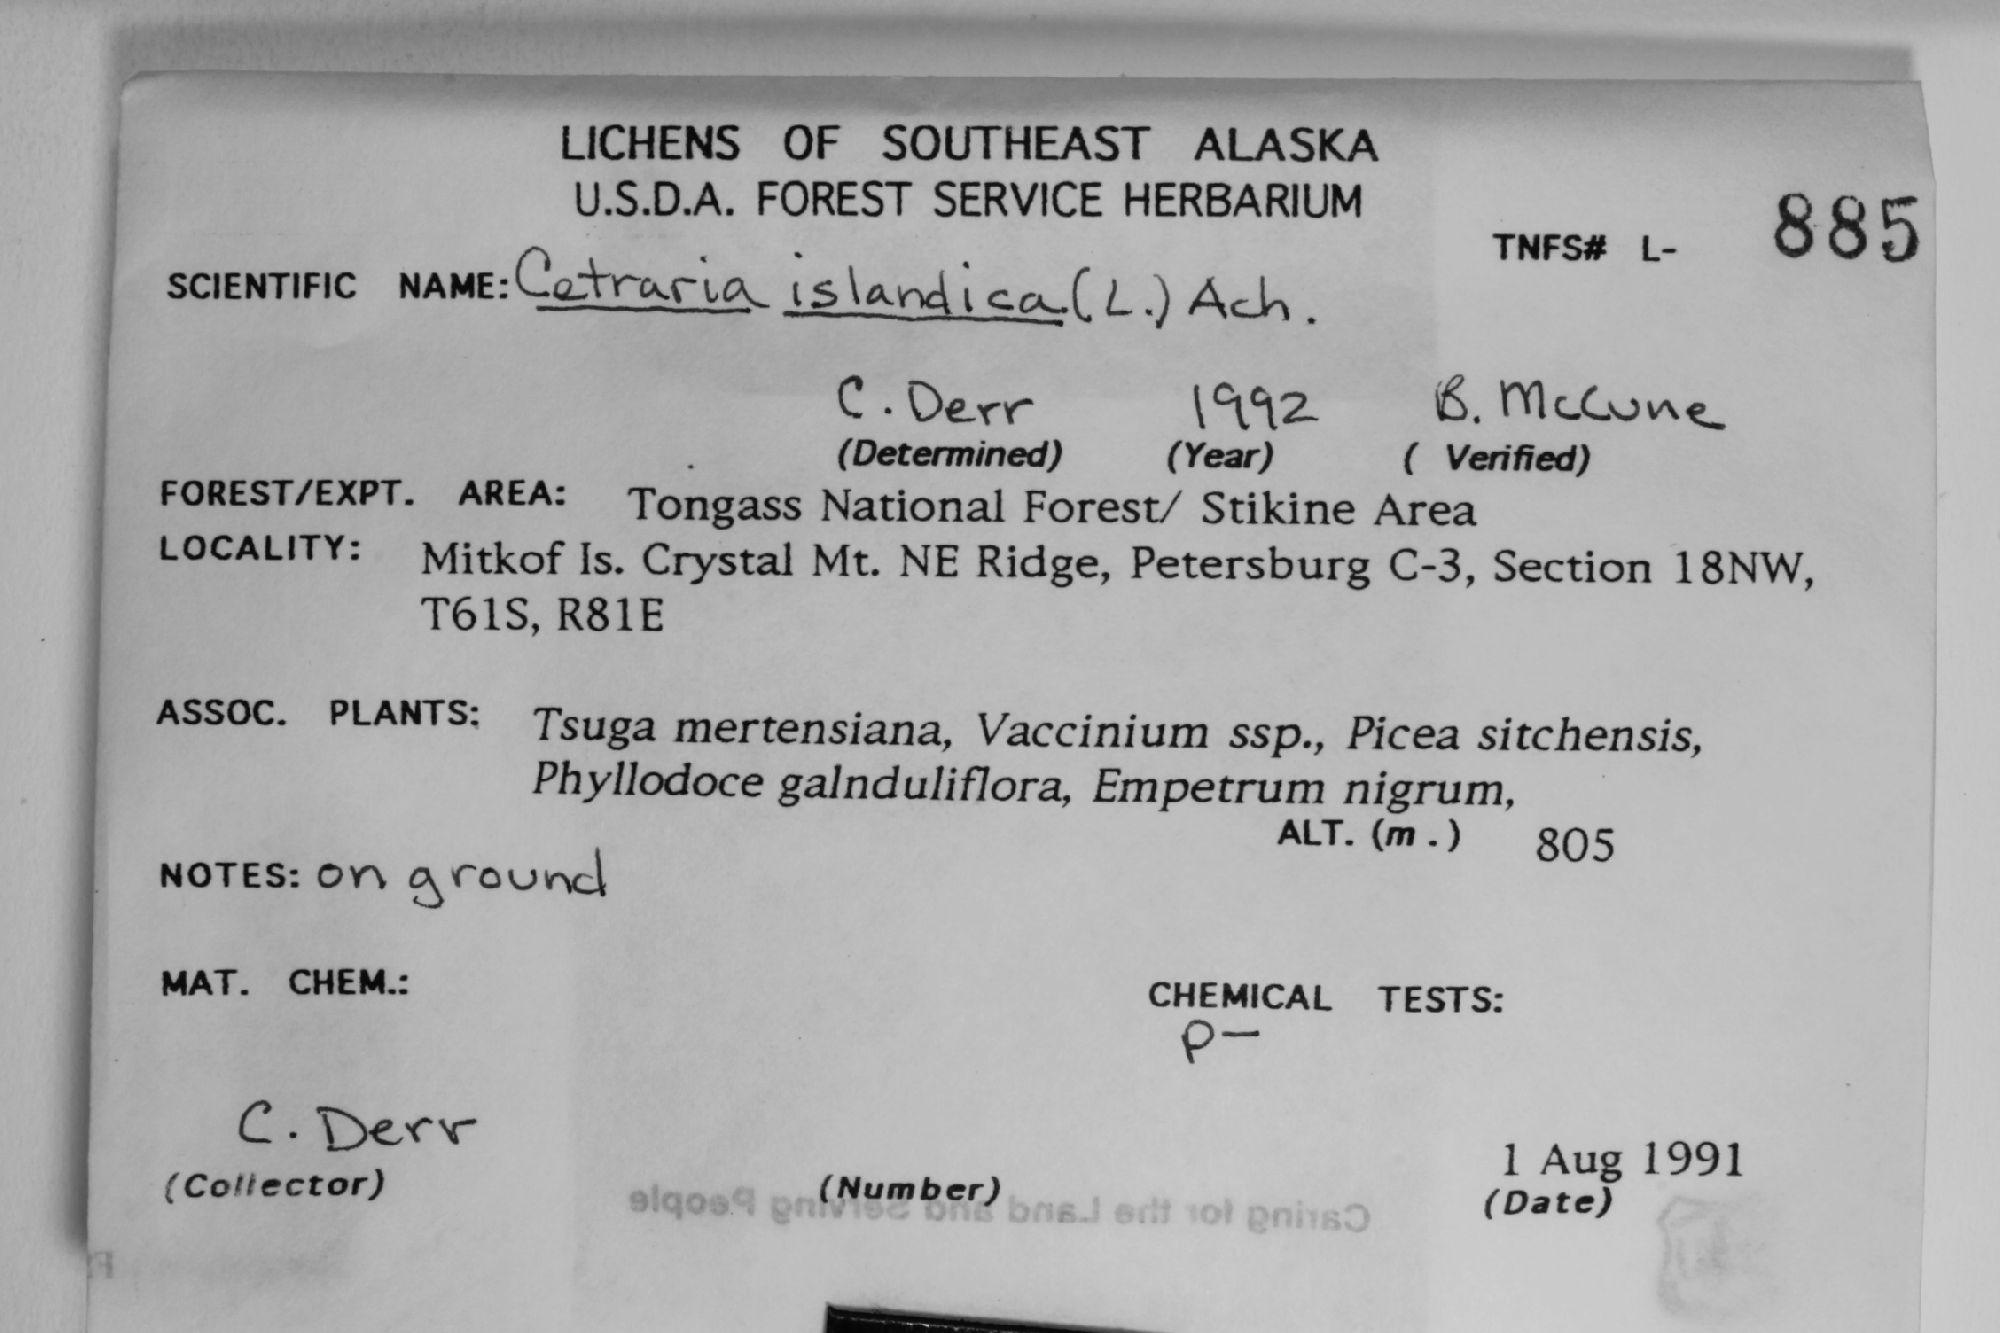 LICHENS OF SOUTHEAST ALASKA
U.S.D.A. FOREST SERVICE HERBARIUM
TNFS# L- 885
SCIENTIFIC NAME: Cetraria islandica (L.) Ach.
C. Derr 1992 B. McCune
(Determined) (Year) ( Verified)
FOREST/EXPT. AREA: Tongass National Forest/ Stikine Area
LOCALITY: Mitkof Is. Crystal Mt. NE Ridge, Petersburg C-3, Section 18NW,
T61S, R81E
ASSOC. PLANTS: Tsuga mertensiana, Vaccinium ssp., Picea sitchensis,
Phyllodoce galnduliflora, Empetrum nigrum,
ALT. (m.) 805
NOTES: on ground
MAT. CHEM.:
CHEMICAL TESTS:
P-
C. Derr
1 Aug 1991
(Collector) (Number) (Date)
Caring for the Land and Serving People